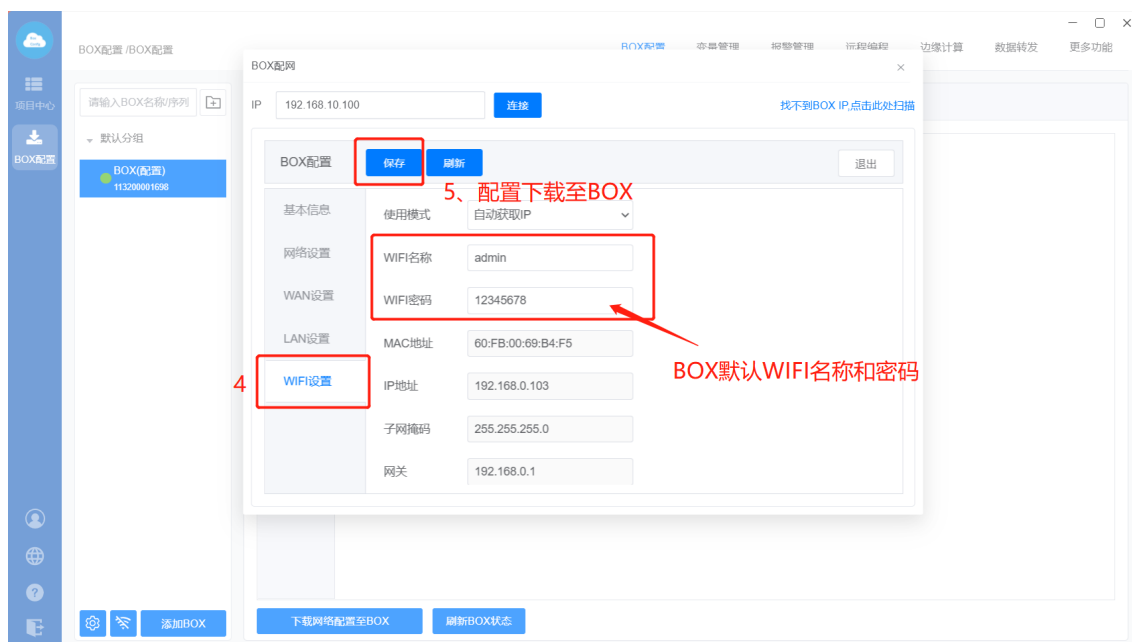 BOX配置 /BOX配置
BOX配置 变量管理 报警管理 远程编程 边缘计算 数据转发 更多功能
项目中心
BOX配置
请输入BOX名称/序列
默认分组
BOX(配置)
113200001698
BOX配网
IP 192.168.10.100 连接 找不到BOX IP,点击此处扫描
BOX配置 保存 刷新 退出
5、配置下载至BOX
基本信息
网络设置
WAN设置
LAN设置
4 WIFI设置
使用模式 自动获取IP
WIFI名称 admin
WIFI密码 12345678
MAC地址 60:FB:00:69:B4:F5
BOX默认WIFI名称和密码
IP地址 192.168.0.103
子网掩码 255.255.255.0
网关 192.168.0.1
添加BOX
下载网络配置至BOX 刷新BOX状态